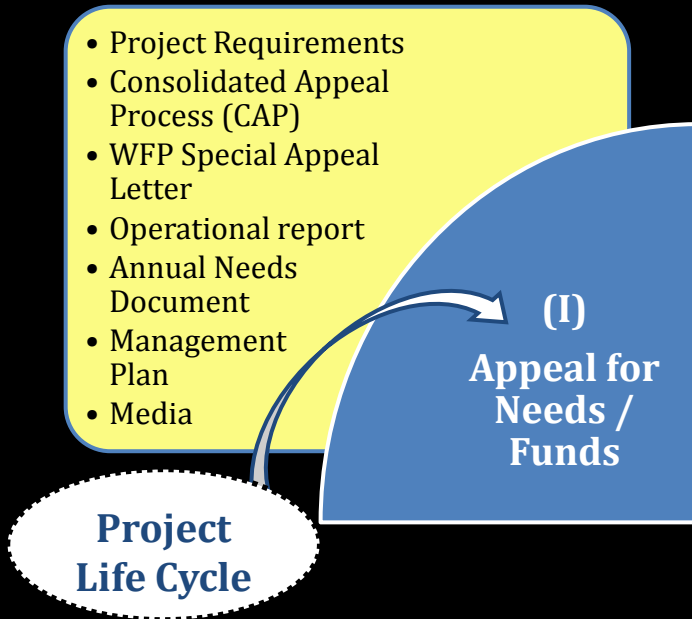 • Project Requirements
• Consolidated Appeal
Process (CAP)
• WFP Special Appeal
Letter
• Operational report
• Annual Needs
Document
• Management
Plan
• Media
(I)
Appeal for
Needs /
Funds
Project
Life Cycle